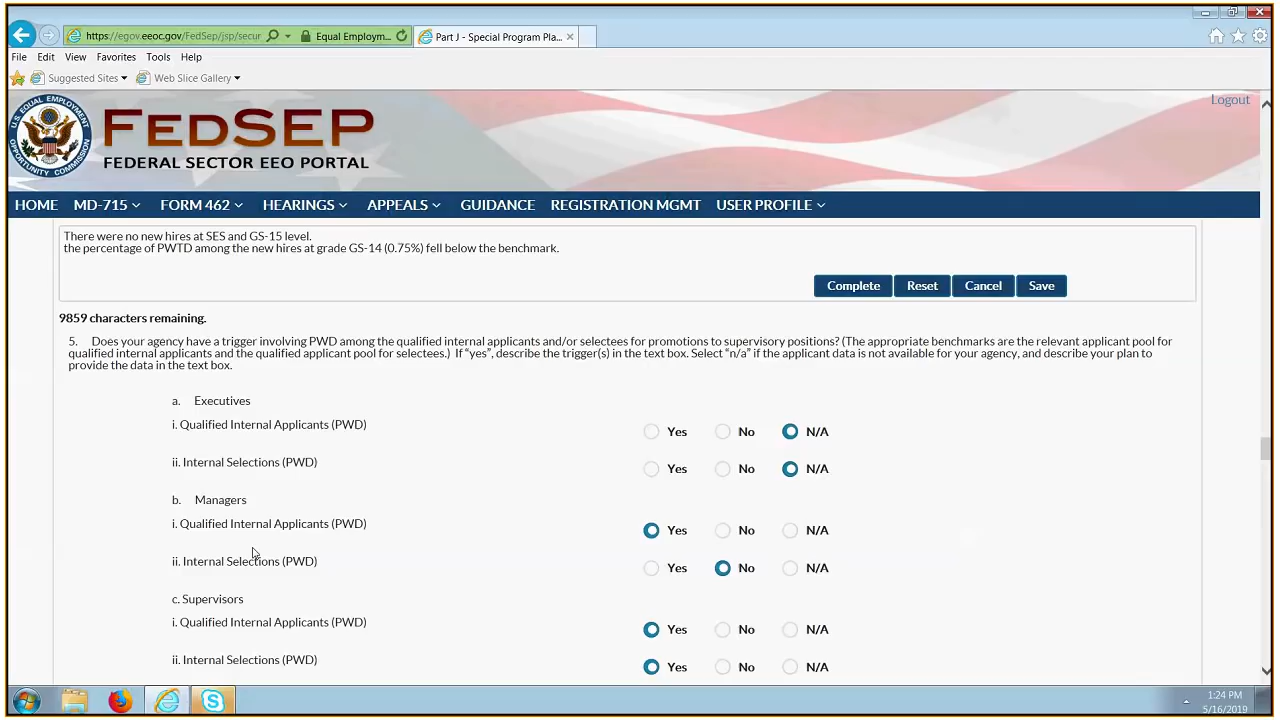 https://egov.eeoc.gov/FedSep/jsp/secur
Equal Employm...
Part J - Special Program Pla...
File Edit View Favorites Tools Help
Suggested Sites
Web Slice Gallery
Logout
FEDSEP
FEDERAL SECTOR EEO PORTAL
HOME MD-715 FORM 462 HEARINGS APPEALS GUIDANCE REGISTRATION MGMT USER PROFILE
There were no new hires at SES and GS-15 level.
the percentage of PWTD among the new hires at grade GS-14 (0.75%) fell below the benchmark.
Complete Reset Cancel Save
9859 characters remaining.
5. Does your agency have a trigger involving PWD among the qualified internal applicants and/or selectees for promotions to supervisory positions? (The appropriate benchmarks are the relevant applicant pool for
qualified internal applicants and the qualified applicant pool for selectees.) If “yes”, describe the trigger(s) in the text box. Select “n/a” if the applicant data is not available for your agency, and describe your plan to
provide the data in the text box.
a. Executives
i. Qualified Internal Applicants (PWD) Yes No N/A
ii. Internal Selections (PWD) Yes No N/A
b. Managers
i. Qualified Internal Applicants (PWD) Yes No N/A
ii. Internal Selections (PWD) Yes No N/A
c. Supervisors
i. Qualified Internal Applicants (PWD) Yes No N/A
ii. Internal Selections (PWD) Yes No N/A
1:24 PM
5/16/2019